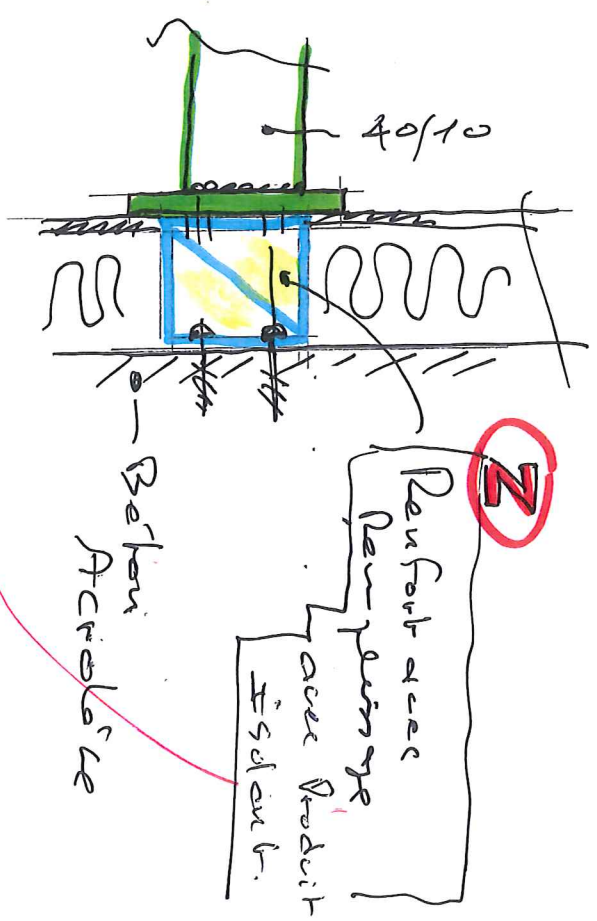 40/10
Z
Renfort avec
Remplissage
avec Produit
Isolant.
Béton
Acrotère